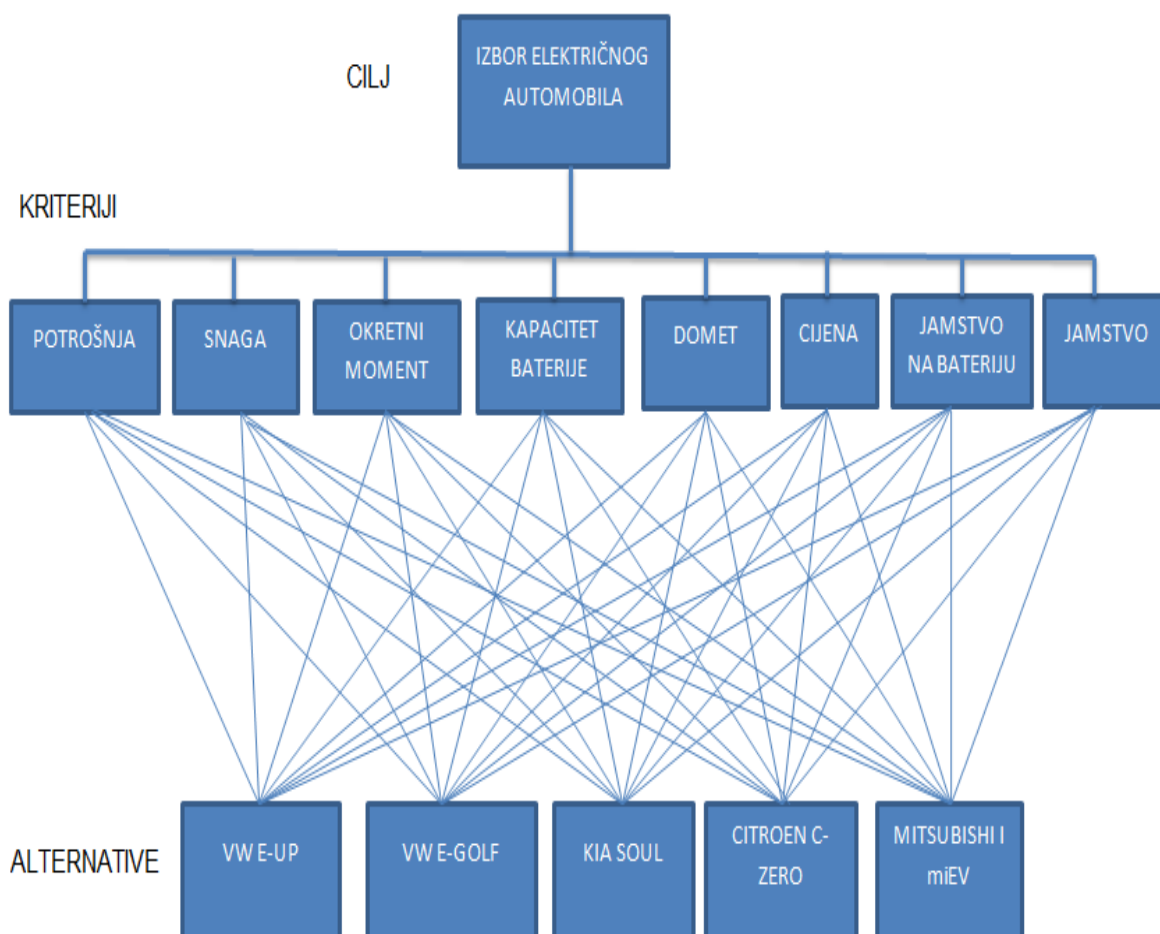 CILJ
IZBOR ELEKTRIČNOG
AUTOMOBILA
KRITERIJI
POTROŠNJA
SNAGA
OKRETNI
MOMENT
KAPACITET
BATERIJE
DOMET
CIJENA
JAMSTVO
NA BATERIJU
JAMSTVO
ALTERNATIVE
VW E-UP
VW E-GOLF
KIA SOUL
CITROEN C-
ZERO
MITSUBISHI I
miEV